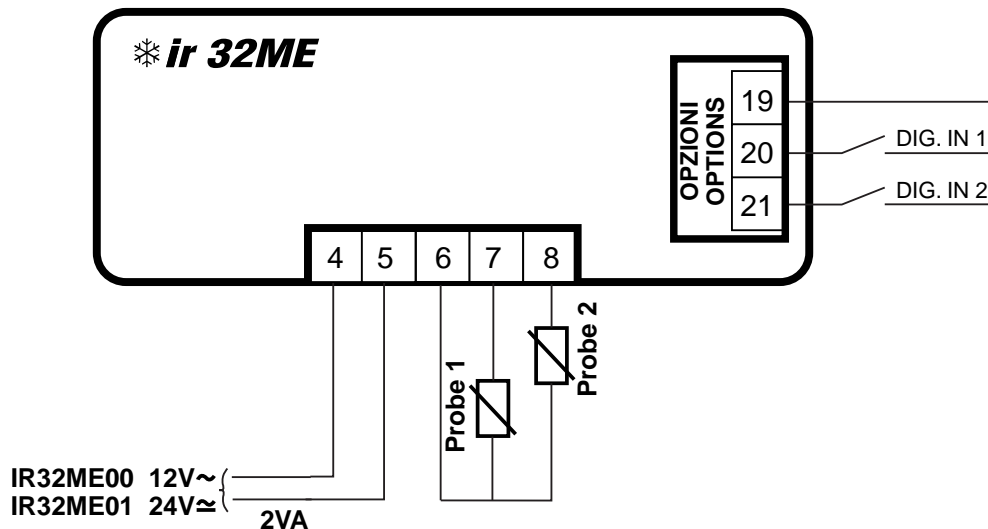 ir 32ME
OPZIONI
OPTIONS
19
20
21
DIG. IN 1
DIG. IN 2
4 5 6 7 8
Probe 1
Probe 2
IR32ME00 12V~
IR32ME01 24V≃
2VA